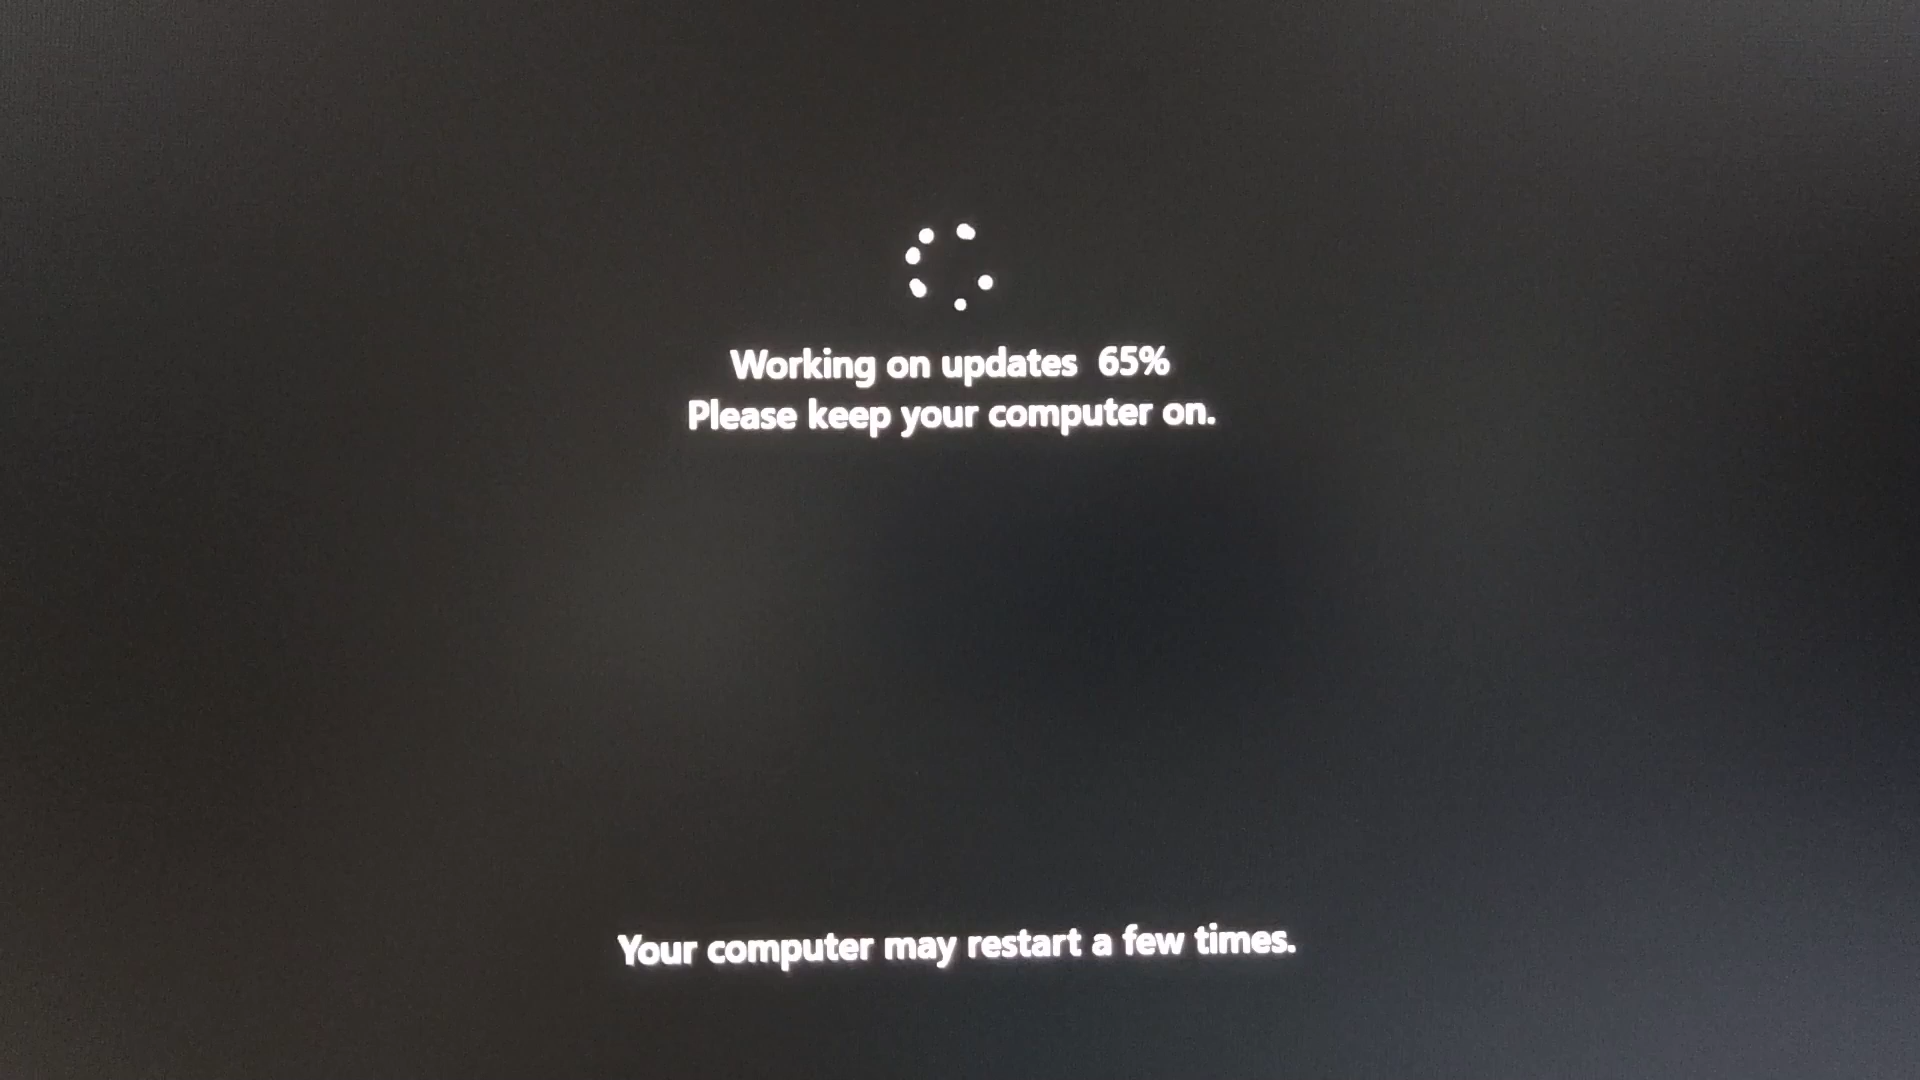 Working on updates 65%
Please keep your computer on.
Your computer may restart a few times.